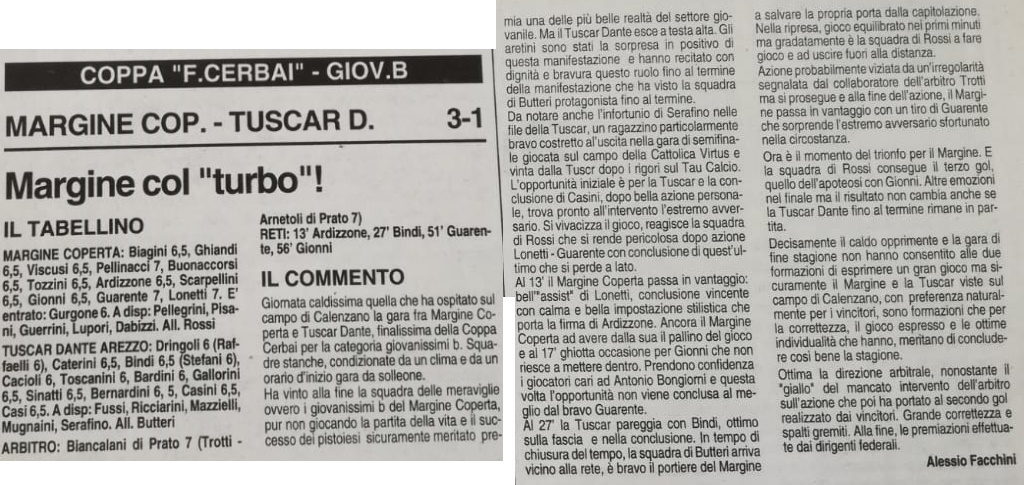 COPPA "F.CERBAI" - GIOV.B
MARGINE COP. - TUSCAR D. 3-1
Margine col "turbo"!
IL TABELLINO
MARGINE COPERTA: Biagini 6,5, Ghiandi
6,5, Viscusi 6,5, Pellinacci 7, Buonaccorsi
6,5, Tozzini 6,5, Ardizzone 6,5, Scarpellini
6,5, Gionni 6,5, Guarente 7, Lonetti 7. E'
entrato: Gurgone 6. A disp: Pellegrini, Pisa-
ni, Guerrini, Lupori, Dabizzi. All. Rossi
TUSCAR DANTE AREZZO: Dringoli 6 (Raf-
faelli 6), Caterini 6,5, Bindi 6,5 (Stefani 6),
Cacioli 6, Toscanini 6, Bardini 6, Gallorini
6,5, Sinatti 6,5, Bernardini 6, 5, Casini 6,5,
Casi 6,5. A disp: Fussi, Ricciarini, Mazzielli,
Mugnaini, Serafino. All. Butteri
ARBITRO: Biancalani di Prato 7 (Trotti -
Arnetoli di Prato 7)
RETI: 13' Ardizzone, 27' Bindi, 51' Guaren-
te, 56' Gionni
IL COMMENTO
Giornata caldissima quella che ha ospitato sul
campo di Calenzano la gara fra Margine Co-
perta e Tuscar Dante, finalissima della Coppa
Cerbai per la categoria giovanissimi b. Squa-
dre stanche, condizionate da un clima e da un
orario d'inizio gara da solleone.
Ha vinto alla fine la squadra delle meraviglie
ovvero i giovanissimi b del Margine Coperta,
pur non giocando la partita della vita e il suc-
cesso dei pistoiesi sicuramente meritato pre-
mia una delle più belle realtà del settore gio-
vanile. Ma il Tuscar Dante esce a testa alta. Gli
aretini sono stati la sorpresa in positivo di
questa manifestazione e hanno recitato con
dignità e bravura questo ruolo fino al termine
della manifestazione che ha visto la squadra
di Butteri protagonista fino al termine.
Da notare anche l'infortunio di Serafino nelle
file della Tuscar, un ragazzino particolarmente
bravo costretto al'uscita nella gara di semifina-
le giocata sul campo della Cattolica Virtus e
vinta dalla Tuscr dopo i rigori sul Tau Calcio.
L'opportunità iniziale è per la Tuscar e la con-
clusione di Casini, dopo bella azione persona-
le, trova pronto all'intervento l'estremo avver-
sario. Si vivacizza il gioco, reagisce la squadra
di Rossi che si rende pericolosa dopo azione
Lonetti - Guarente con conclusione di quest'ul-
timo che si perde a lato.
Al 13' il Margine Coperta passa in vantaggio:
bell'"assist" di Lonetti, conclusione vincente
con calma e bella impostazione stilistica che
porta la firma di Ardizzone. Ancora il Margine
Coperta ad avere dalla sua il pallino del gioco
e al 17' ghiotta occasione per Gionni che non
riesce a mettere dentro. Prendono confidenza
i giocatori cari ad Antonio Bongiorni e questa
volta l'opportunità non viene conclusa al me-
glio dal bravo Guarente.
Al 27' la Tuscar pareggia con Bindi, ottimo
sulla fascia e nella conclusione. In tempo di
chiusura del tempo, la squadra di Butteri arriva
vicino alla rete, è bravo il portiere del Margine
a salvare la propria porta dalla capitolazione.
Nella ripresa, gioco equilibrato nei primi minuti
ma gradatamente è la squadra di Rossi a fare
gioco e ad uscire fuori alla distanza.
Azione probabilmente viziata da un'irregolarità
segnalata dal collaboratore dell'arbitro Trotti
ma si prosegue e alla fine dell'azione, il Margi-
ne passa in vantaggio con un tiro di Guarente
che sorprende l'estremo avversario sfortunato
nella circostanza.
Ora è il momento del trionfo per il Margine. E
la squadra di Rossi consegue il terzo gol,
quello dell'apoteosi con Gionni. Altre emozioni
nel finale ma il risultato non cambia anche se
la Tuscar Dante fino al termine rimane in par-
tita.
Decisamente il caldo opprimente e la gara di
fine stagione non hanno consentito alle due
formazioni di esprimere un gran gioco ma si-
curamente il Margine e la Tuscar viste sul
campo di Calenzano, con preferenza natural-
mente per i vincitori, sono formazioni che per
la correttezza, il gioco espresso e le ottime
individualità che hanno, meritano di conclude-
re così bene la stagione.
Ottima la direzione arbitrale, nonostante il
"giallo" del mancato intervento dell'arbitro
sull'azione che poi ha portato al secondo gol
realizzato dai vincitori. Grande correttezza e
spalti gremiti. Alla fine, le premiazioni effettua-
te dai dirigenti federali.
Alessio Facchini